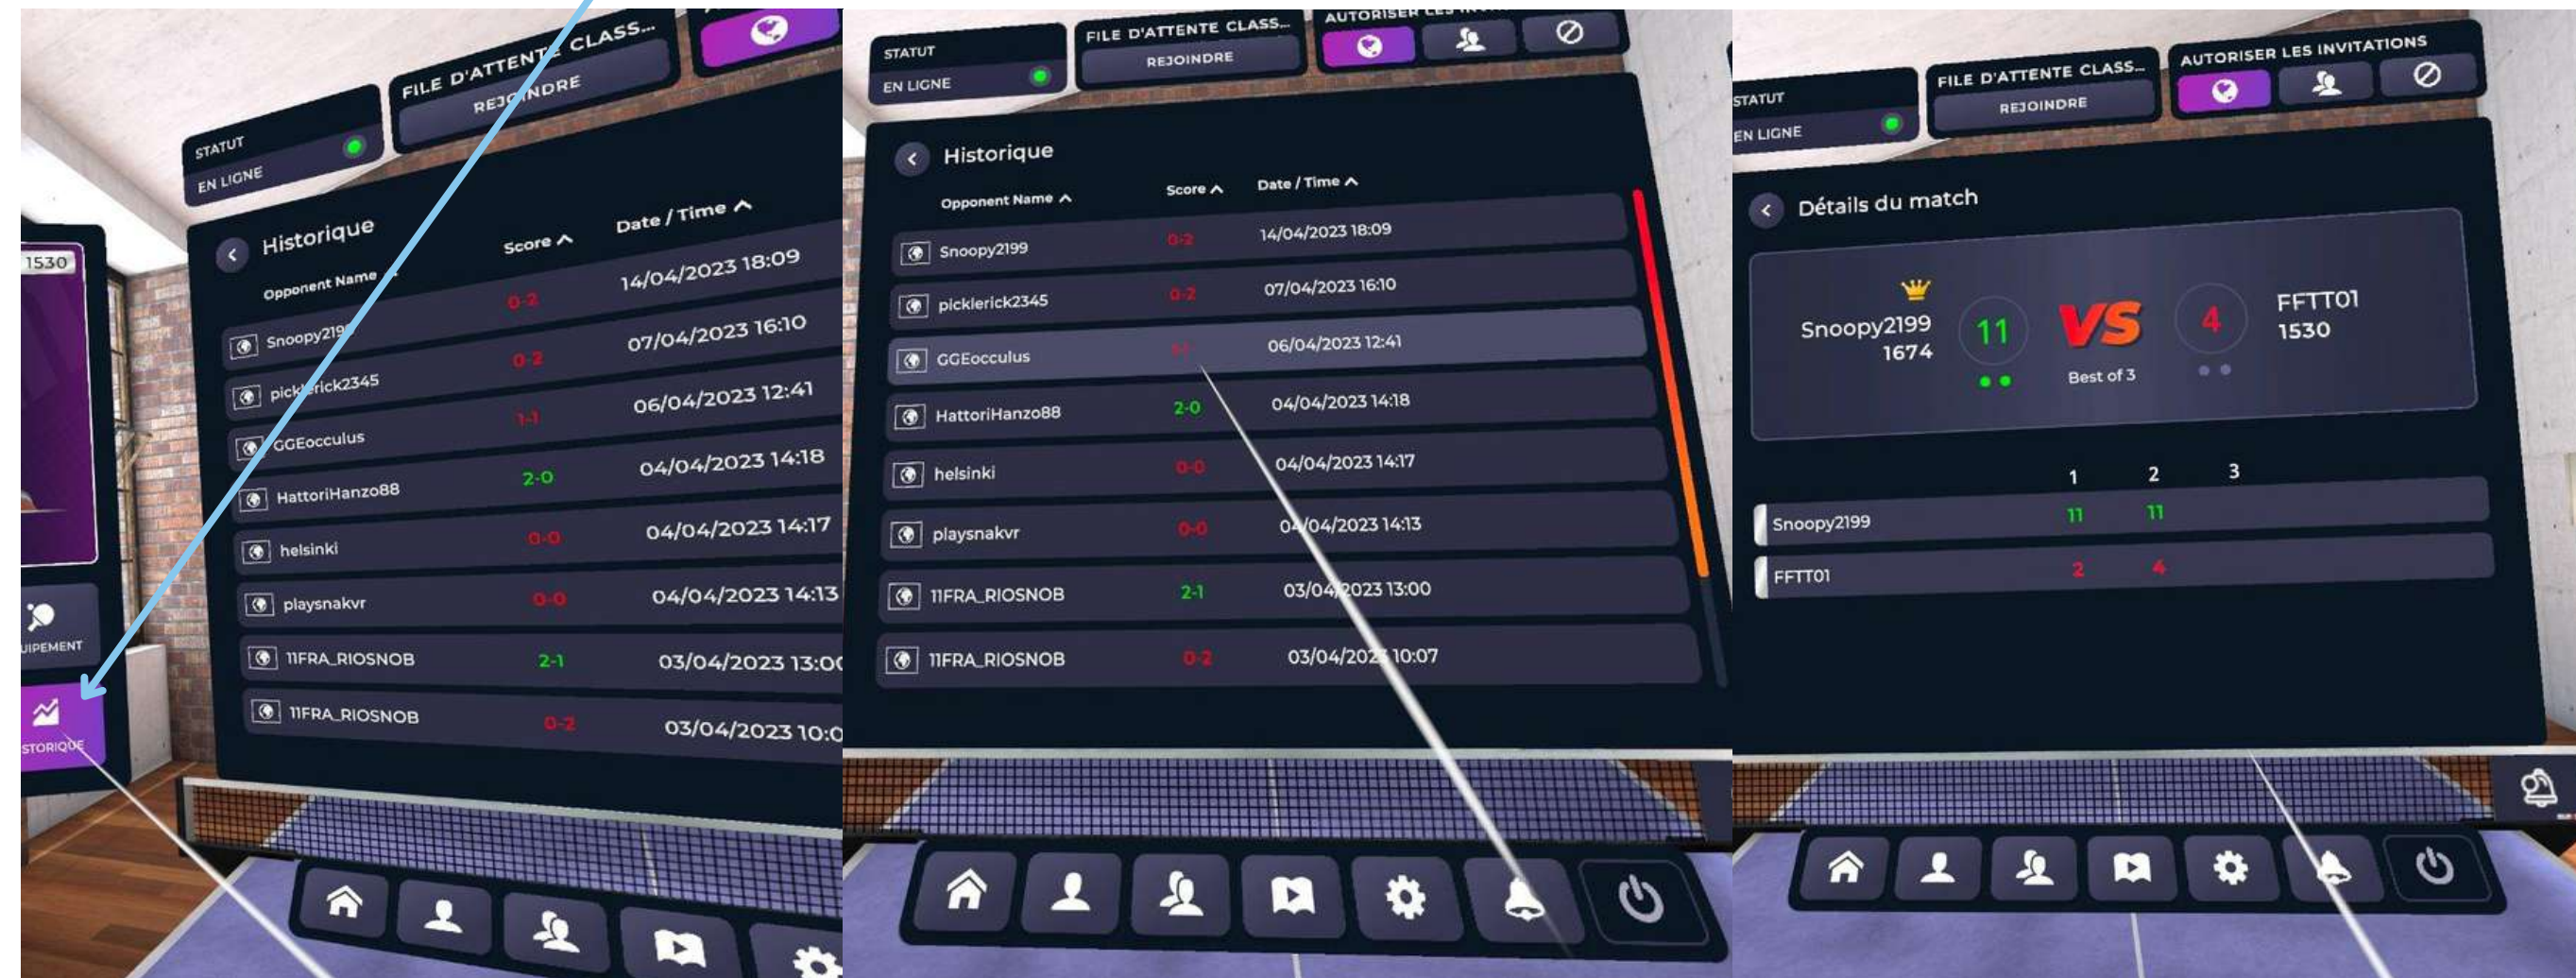 STATUT
EN LIGNE
FILE D'ATTENTE CLASS...
REJOINDRE
1530
Historique
Opponent Name Score Date / Time
Snoopy2199 0-2 14/04/2023 18:09
picklerick2345 0-2 07/04/2023 16:10
GGEocculus 1-1 06/04/2023 12:41
HattoriHanzo88 2-0 04/04/2023 14:18
helsinki 0-0 04/04/2023 14:17
playsnakvr 0-0 04/04/2023 14:13
11FRA_RIOSNOB 2-1 03/04/2023 13:00
11FRA_RIOSNOB 0-2 03/04/2023 10:0
UIPEMENT
STORIQUE
STATUT
EN LIGNE
FILE D'ATTENTE CLASS...
REJOINDRE
AUTORISER LES
Historique
Opponent Name Score Date / Time
Snoopy2199 0-2 14/04/2023 18:09
picklerick2345 0-2 07/04/2023 16:10
GGEocculus 06/04/2023 12:41
HattoriHanzo88 2-0 04/04/2023 14:18
helsinki 0-0 04/04/2023 14:17
playsnakvr 0-0 04/04/2023 14:13
11FRA_RIOSNOB 2-1 03/04/2023 13:00
11FRA_RIOSNOB 0-2 03/04/2023 10:07
STATUT
EN LIGNE
FILE D'ATTENTE CLASS...
REJOINDRE
AUTORISER LES INVITATIONS
Détails du match
Snoopy2199
1674
11
VS
4
FFTT01
1530
Best of 3
1 2 3
Snoopy2199 11 11
FFTT01 2 4